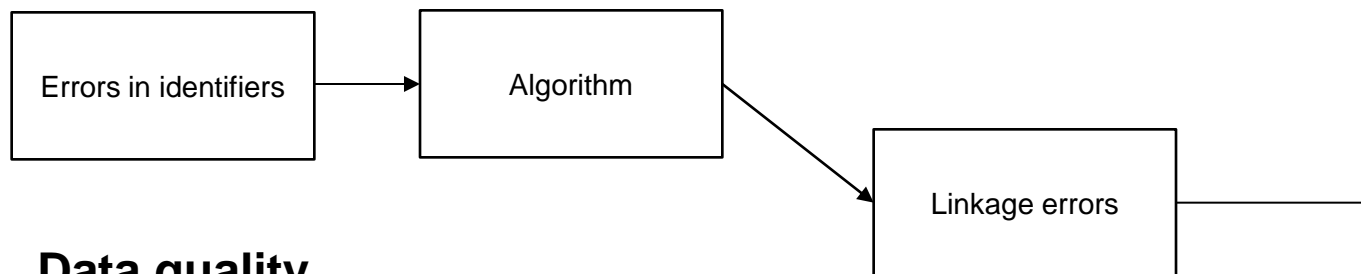 Errors in identifiers
Algorithm
Linkage errors
Data quality